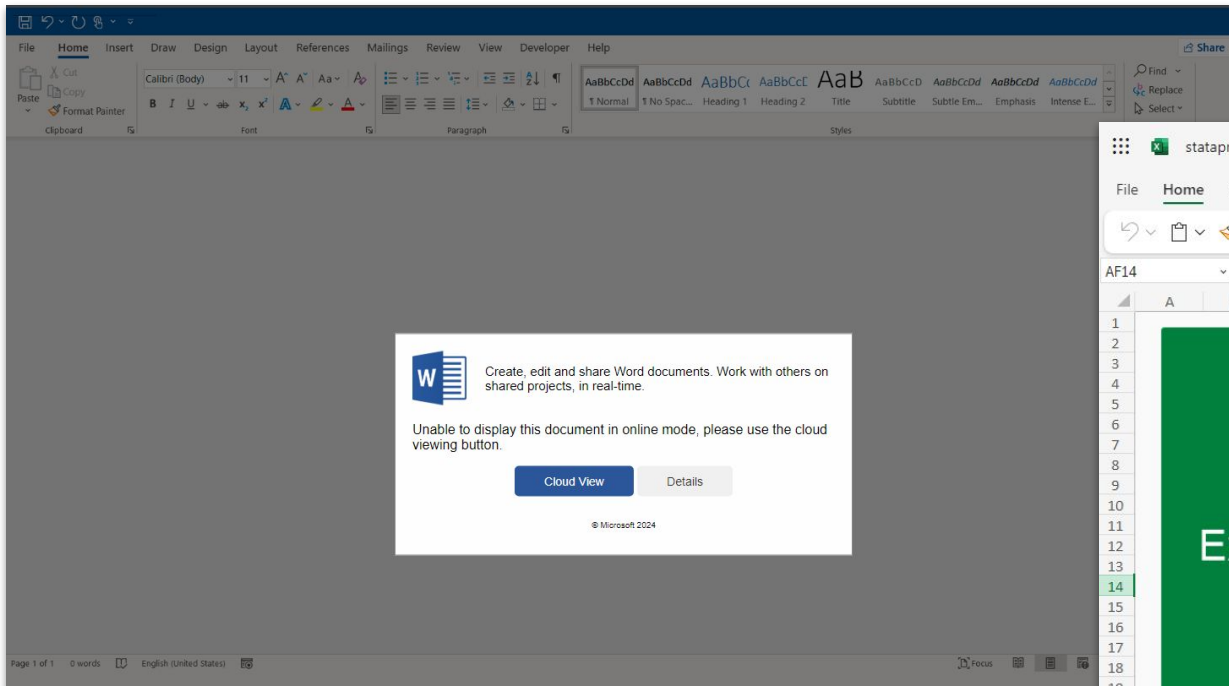 File Home Insert Draw Design Layout References Mailings Review View Developer Help
Share
Paste
Cut
Copy
Format Painter
Clipboard
Calibri (Body) 11 A^ A˅ Aa A
B I U ab x₂ x² A A
Font
¶
Paragraph
AaBbCcDd AaBbCcDd AaBbCc AaBbCcE AaB AaBbCcD AaBbCcDd AaBbCcDd AaBbCcDd
¶ Normal ¶ No Spac... Heading 1 Heading 2 Title Subtitle Subtle Em... Emphasis Intense E...
Styles
Find
Replace
Select
W
Create, edit and share Word documents. Work with others on
shared projects, in real-time.
Unable to display this document in online mode, please use the cloud
viewing button.
Cloud View Details
© Microsoft 2024
Page 1 of 1 0 words English (United States)
Focus
File Home
AF14
A
1
2
3
4
5
6
7
8
9
10
11
12
13
14
15
16
17
18